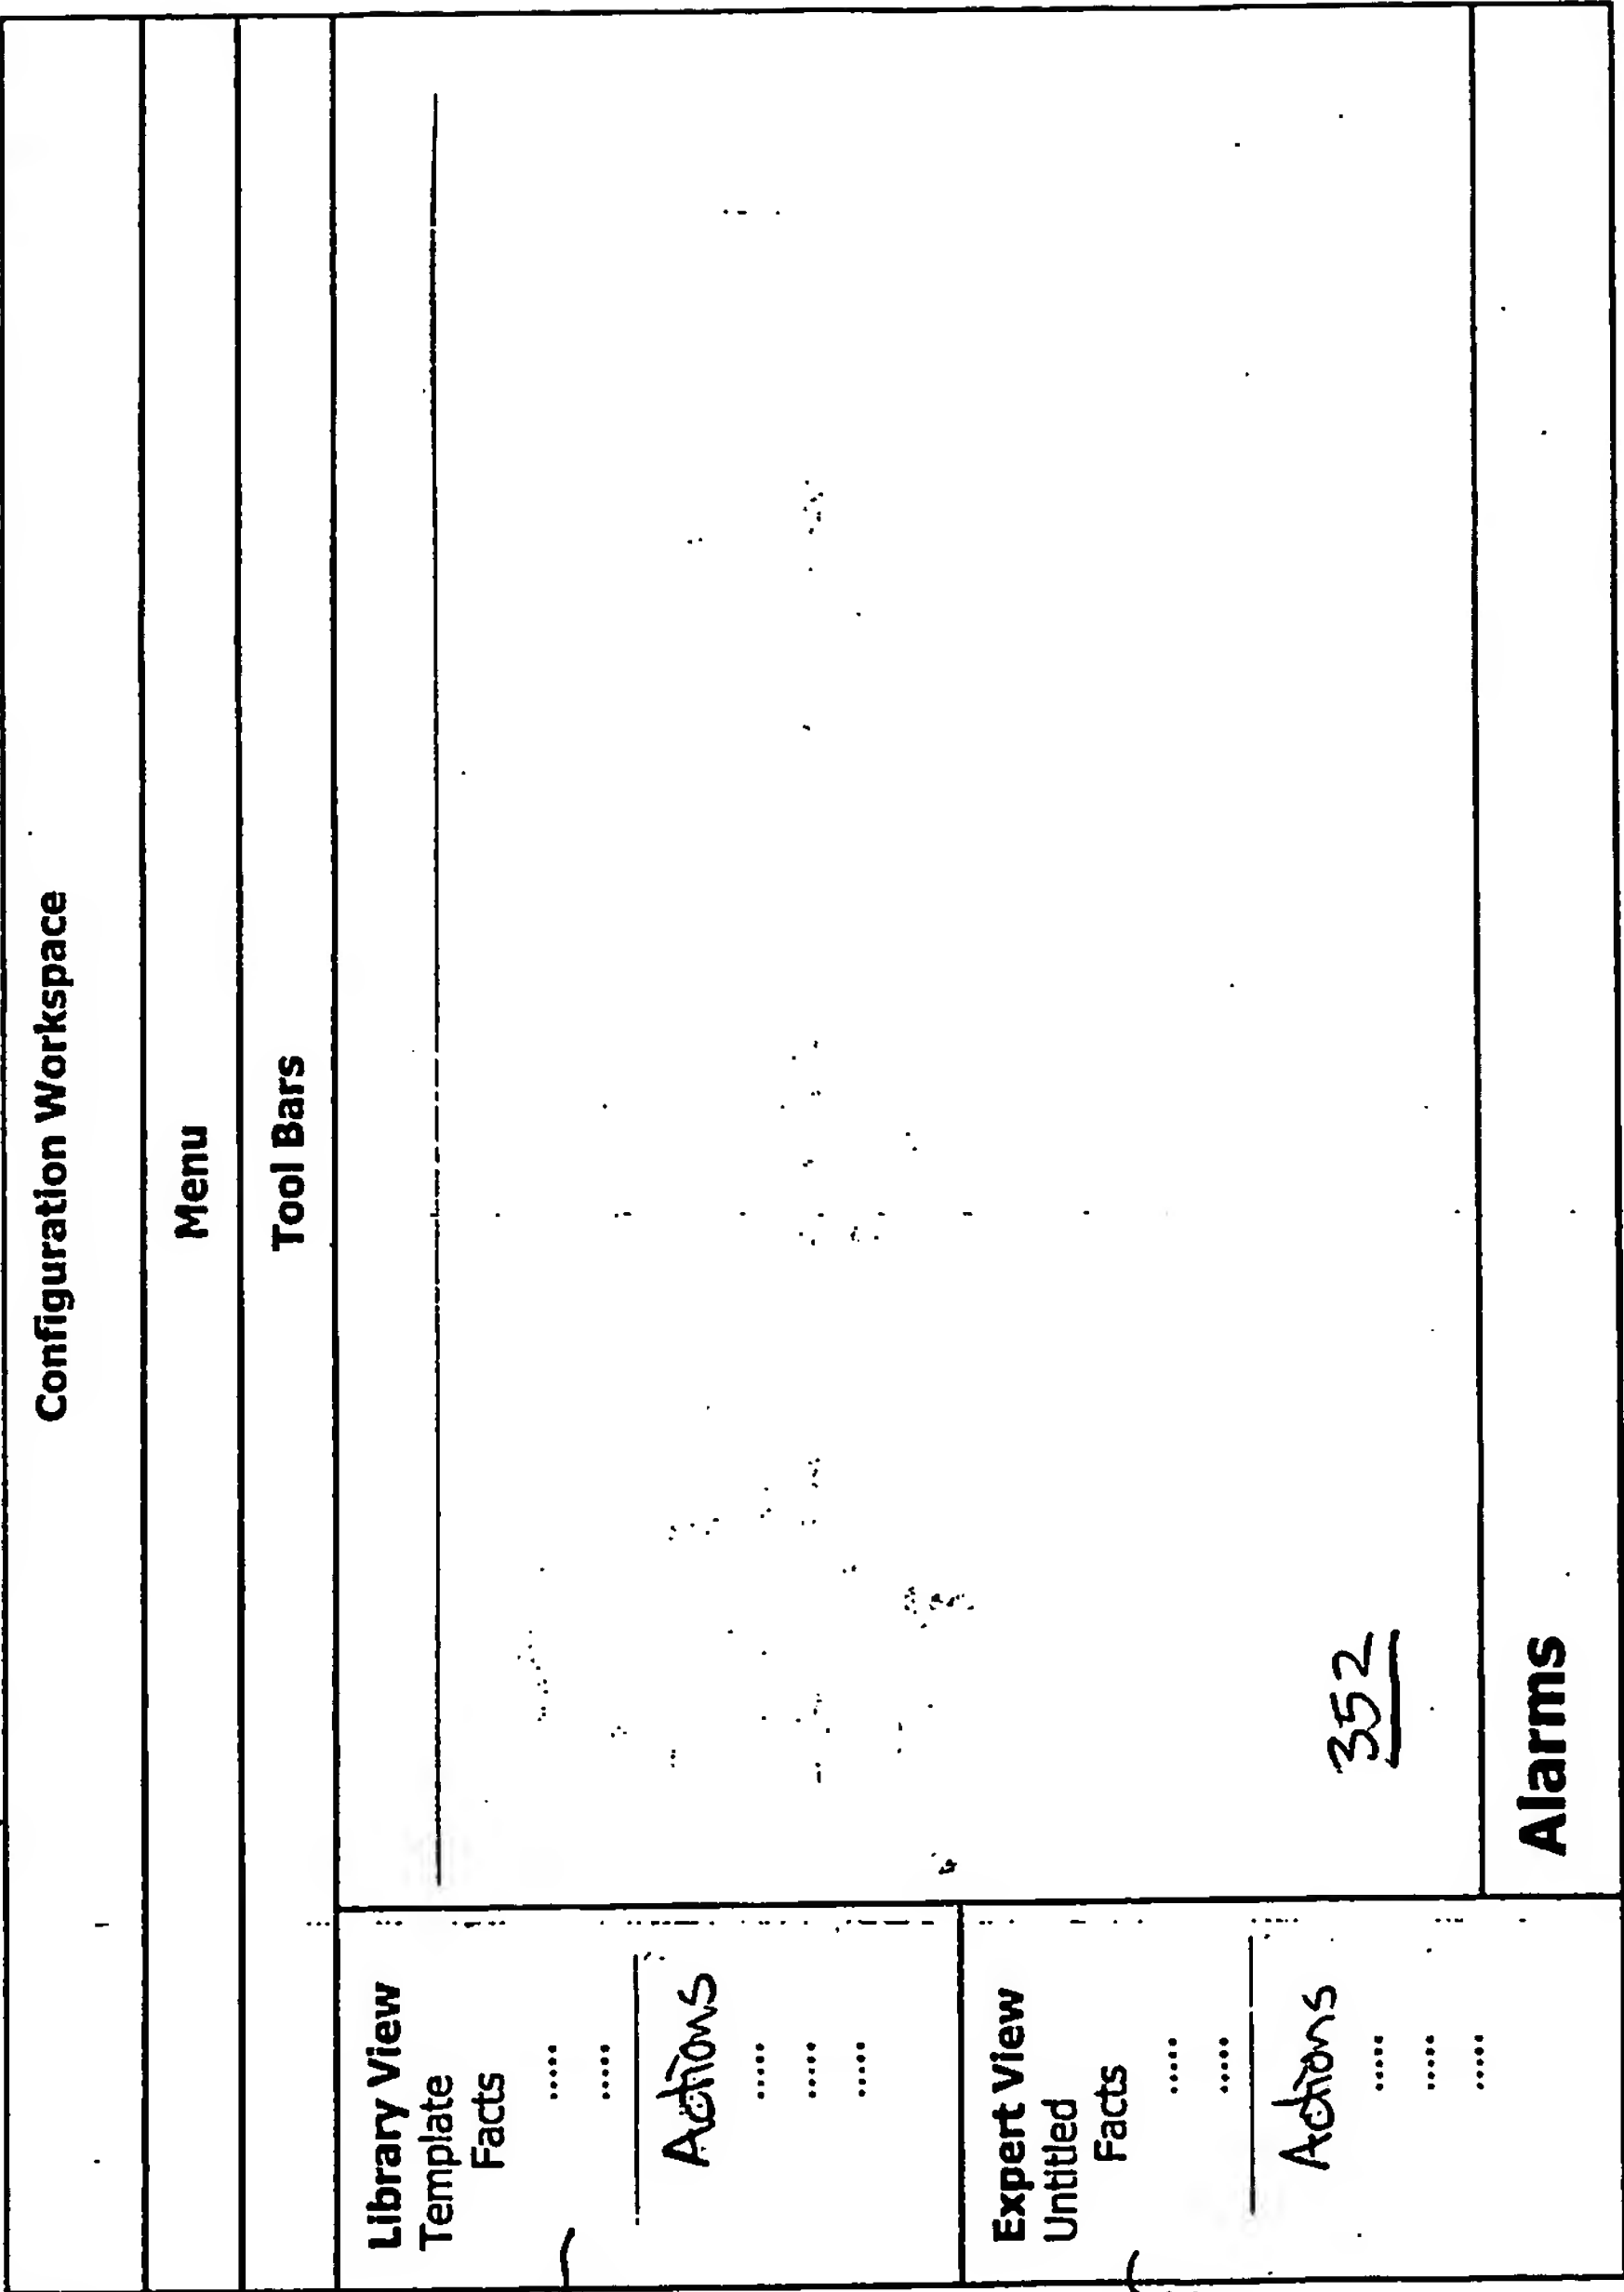 Configuration Workspace
Menu
Tool Bars
Library View
Template
Facts
.....
.....
Actions
.....
.....
.....
Expert View
Untitled
Facts
.....
.....
Actions
.....
.....
.....
352
Alarms